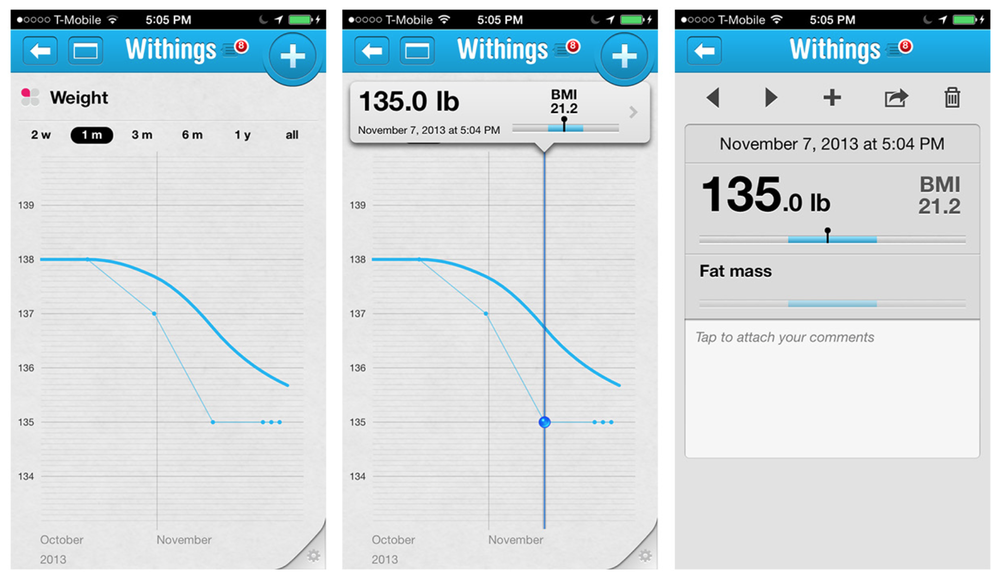 T-Mobile 5:05 PM
Withings 8
Weight
2 w 1 m 3 m 6 m 1 y all
139
138
137
136
135
134
October November
2013
T-Mobile 5:05 PM
Withings 8
135.0 lb BMI
21.2
November 7, 2013 at 5:04 PM
139
138
137
136
135
134
October November
2013
T-Mobile 5:05 PM
Withings 8
November 7, 2013 at 5:04 PM
135.0 lb BMI
21.2
Fat mass
Tap to attach your comments